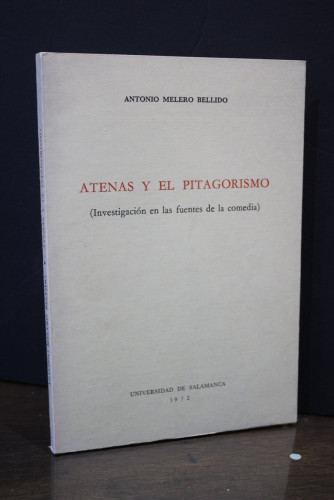 ANTONIO MELERO BELLIDO
ATENAS Y EL PITAGORISMO
(Investigación en las fuentes de la comedia)
UNIVERSIDAD DE SALAMANCA
1972